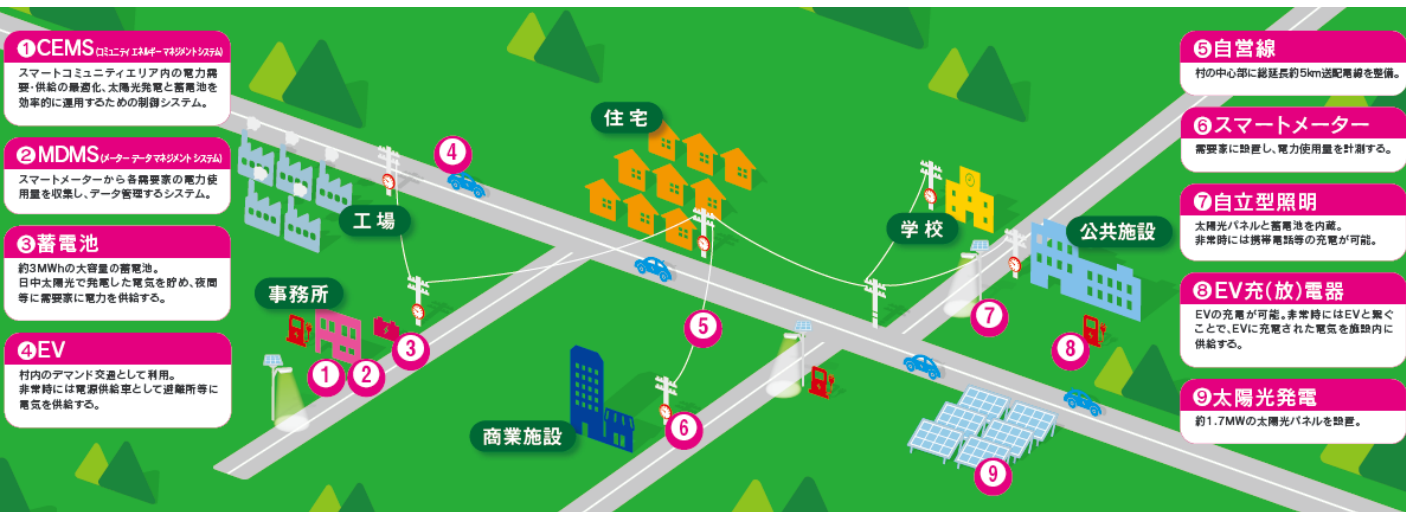 ❶CEMS(コミュニティ エネルギーマネジメントシステム)
スマートコミュニティエリア内の電力需
要・供給の最適化、太陽光発電と蓄電池を
効率的に運用するための制御システム。
❷MDMS(メーターデータマネジメントシステム)
スマートメーターから各需要家の電力使
用量を収集し、データ管理するシステム。
❸蓄電池
約3MWhの大容量の蓄電池。
日中太陽光で発電した電気を貯め、夜間
等に需要家に電力を供給する。
❹EV
村内のデマンド交通として利用。
非常時には電源供給車として避難所等に
電気を供給する。
住宅
工場
学校
公共施設
事務所
商業施設
④
③
①
②
⑤
⑥
⑦
⑧
⑨
❺自営線
村の中心部に総延長約5km送配電線を整備。
❻スマートメーター
需要家に設置し、電力使用量を計測する。
❼自立型照明
太陽光パネルと蓄電池を内蔵。
非常時には携帯電話等の充電が可能。
❽EV充(放)電器
EVの充電が可能。非常時にはEVと繋ぐ
ことで、EVに充電された電気を施設内に
供給する。
❾太陽光発電
約1.7MWの太陽光パネルを設置。